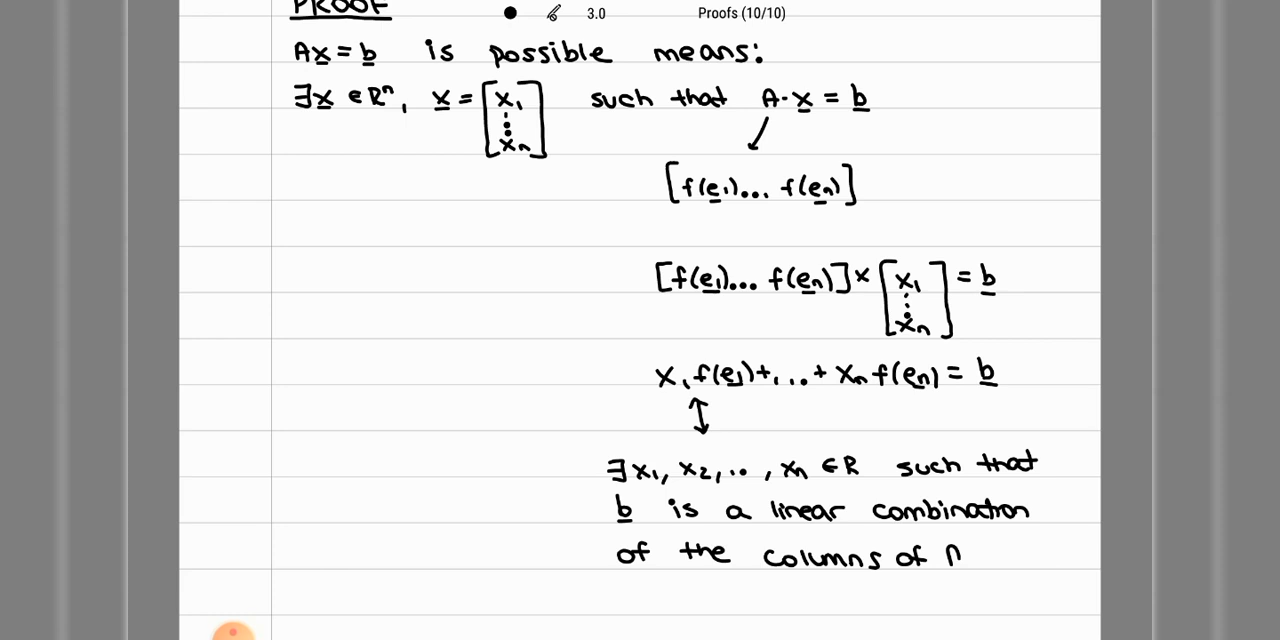 PROOF
3.0 Proofs (10/10)
Ax = b is possible means:
∃x ∈ Rⁿ, x = [x₁ ⋮ xₙ] such that A·x = b
[f(e₁)... f(eₙ)]
[f(e₁)... f(eₙ)] × [x₁ ⋮ xₙ] = b
x₁f(e₁)+...+ xₙf(eₙ) = b
↕
∃x₁, x₂,.., xₙ ∈ R such that
b is a linear combination
of the columns of